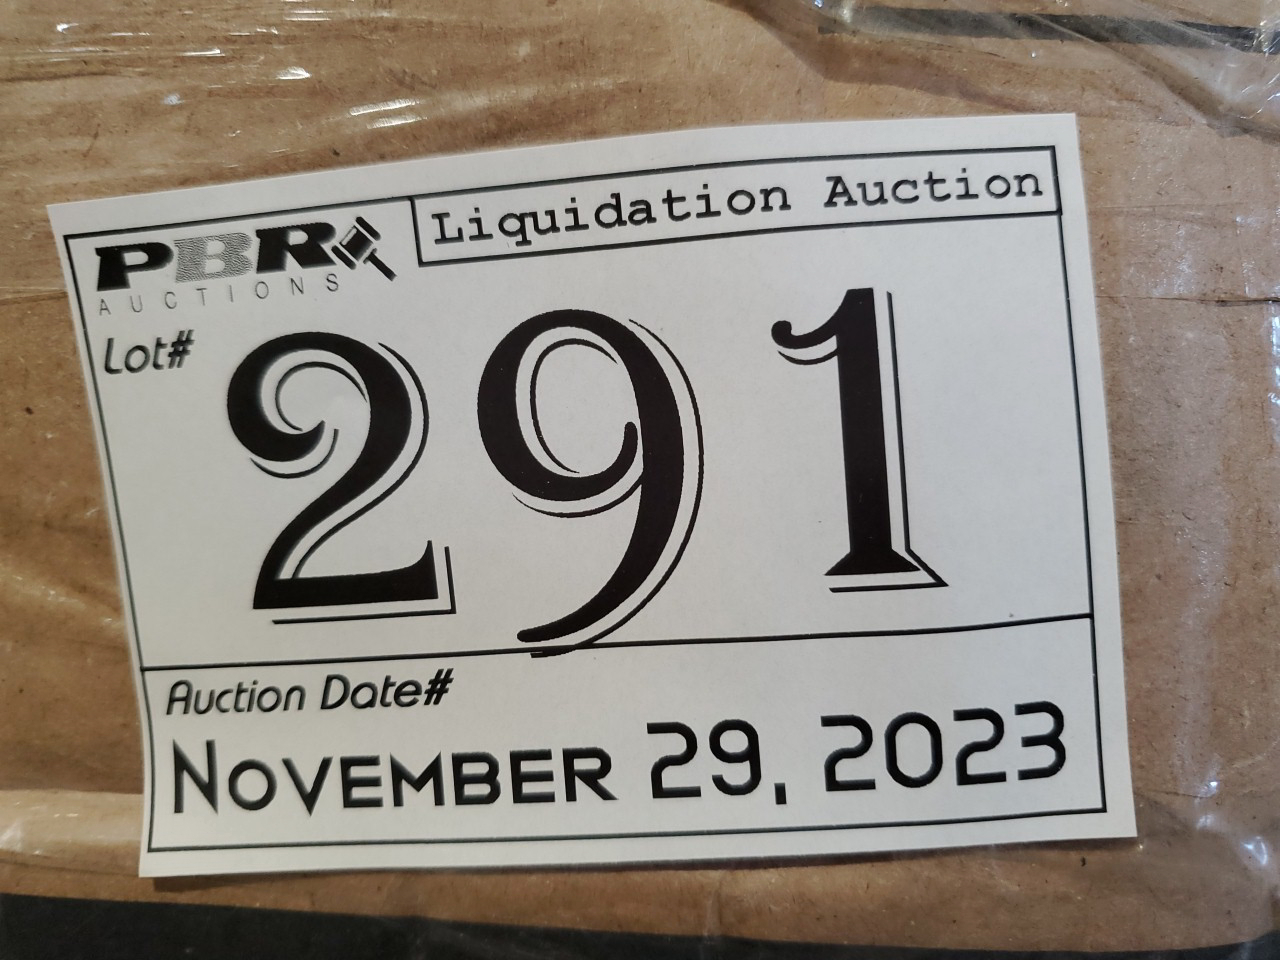 PBR
AUCTIONS
Liquidation Auction
Lot#
291
Auction Date#
NOVEMBER 29, 2023